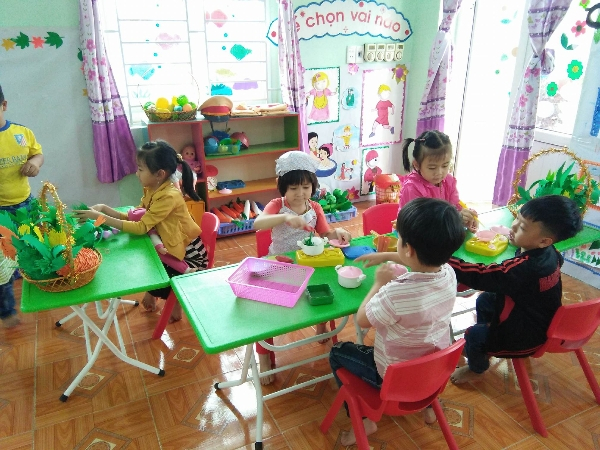 é chọn vai nào